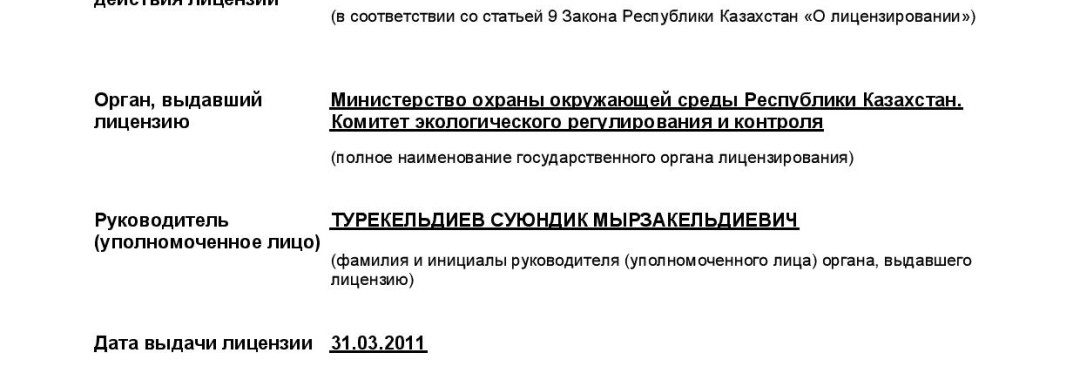 действия лицензии
(в соответствии со статьей 9 Закона Республики Казахстан «О лицензировании»)
Орган, выдавший
лицензию
Министерство охраны окружающей среды Республики Казахстан.
Комитет экологического регулирования и контроля
(полное наименование государственного органа лицензирования)
Руководитель
(уполномоченное лицо)
ТУРЕКЕЛЬДИЕВ СУЮНДИК МЫРЗАКЕЛЬДИЕВИЧ
(фамилия и инициалы руководителя (уполномоченного лица) органа, выдавшего
лицензию)
Дата выдачи лицензии
31.03.2011